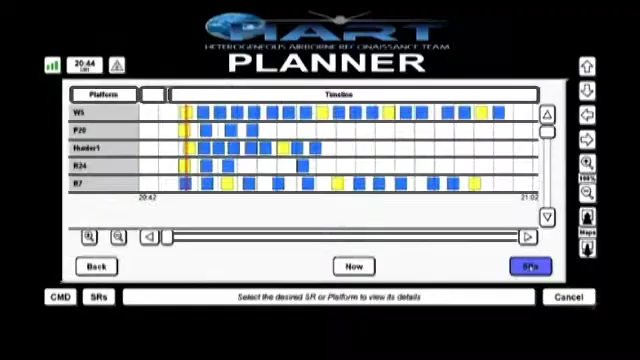 HART
HETEROGENEOUS AIRBORNE RECONNAISSANCE TEAM
PLANNER
20:44
Platform Timeline
W5
P20
Hunter1
R24
R7
20:42 21:02
100%
Maps
Back Now SRs
CMD SRs Select the desired SR or Platform to view its details Cancel